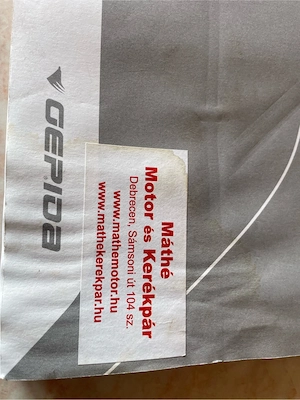 GEPIDA
Máthé
Motor és Kerékpár
Debrecen, Sámsoni út 104 sz.
www.mathemotor.hu
www.mathekerekpar.hu